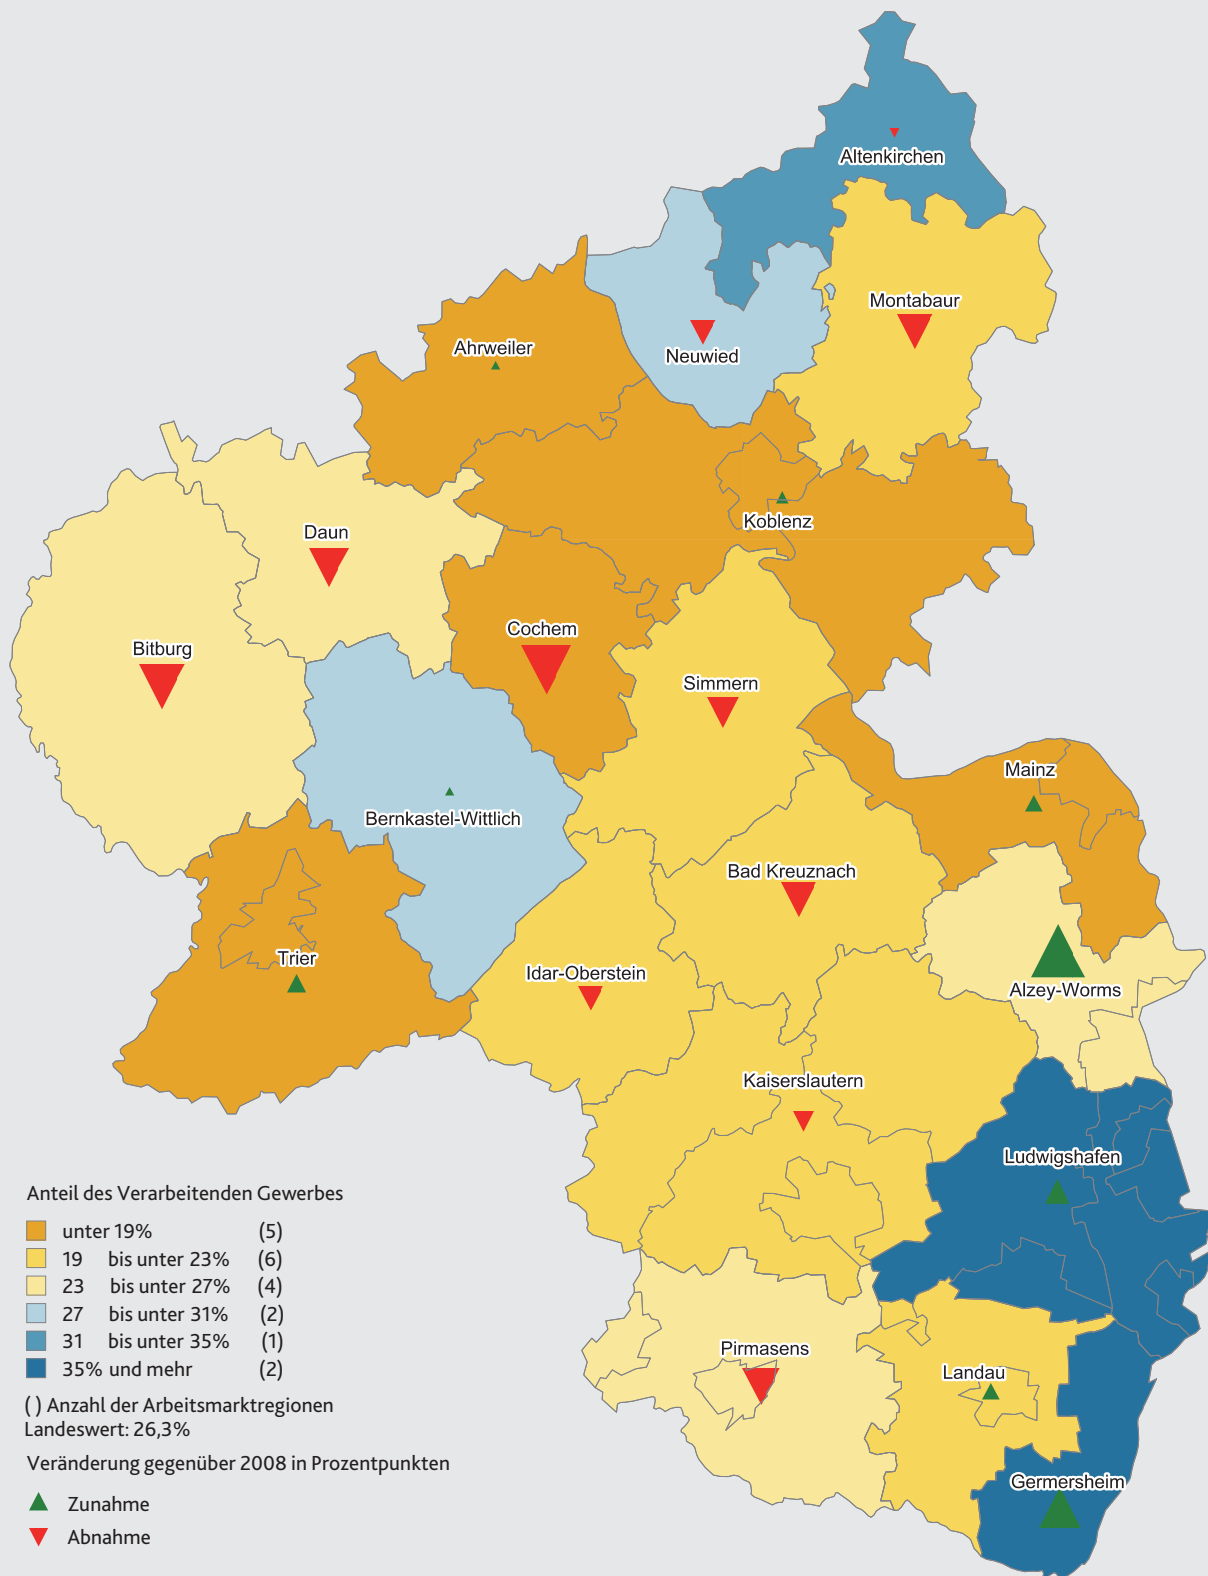 Altenkirchen
Montabaur
Neuwied
Ahrweiler
Koblenz
Daun
Cochem
Bitburg
Simmern
Mainz
Bernkastel-Wittlich
Bad Kreuznach
Trier
Idar-Oberstein
Alzey-Worms
Kaiserslautern
Ludwigshafen
Pirmasens
Landau
Germersheim
Anteil des Verarbeitenden Gewerbes
unter 19% (5)
19 bis unter 23% (6)
23 bis unter 27% (4)
27 bis unter 31% (2)
31 bis unter 35% (1)
35% und mehr (2)
( ) Anzahl der Arbeitsmarktregionen
Landeswert: 26,3%
Veränderung gegenüber 2008 in Prozentpunkten
Zunahme
Abnahme